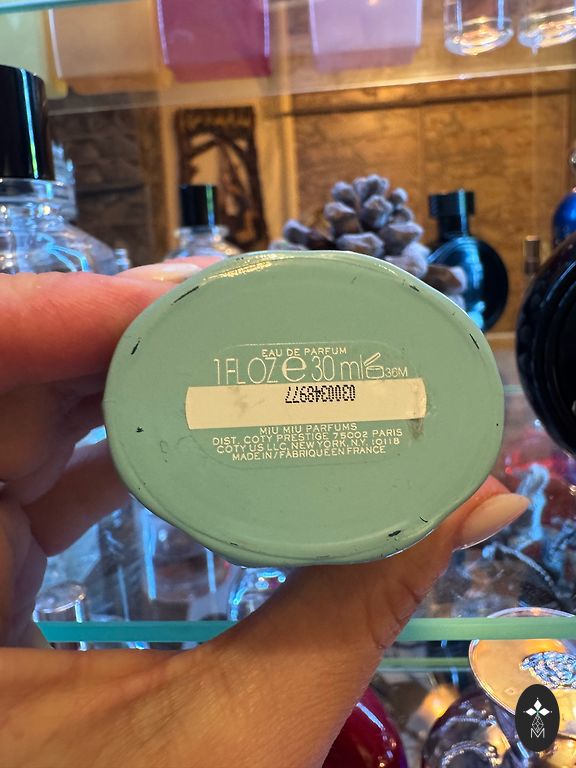 EAU DE PARFUM
1 FL OZ e 30 ml 36M
0300348977
MIU MIU PARFUMS
DIST. COTY PRESTIGE 75002 PARIS
COTY US LLC, NEW YORK, N.Y. 10118
MADE IN / FABRIQUÉ EN FRANCE
M